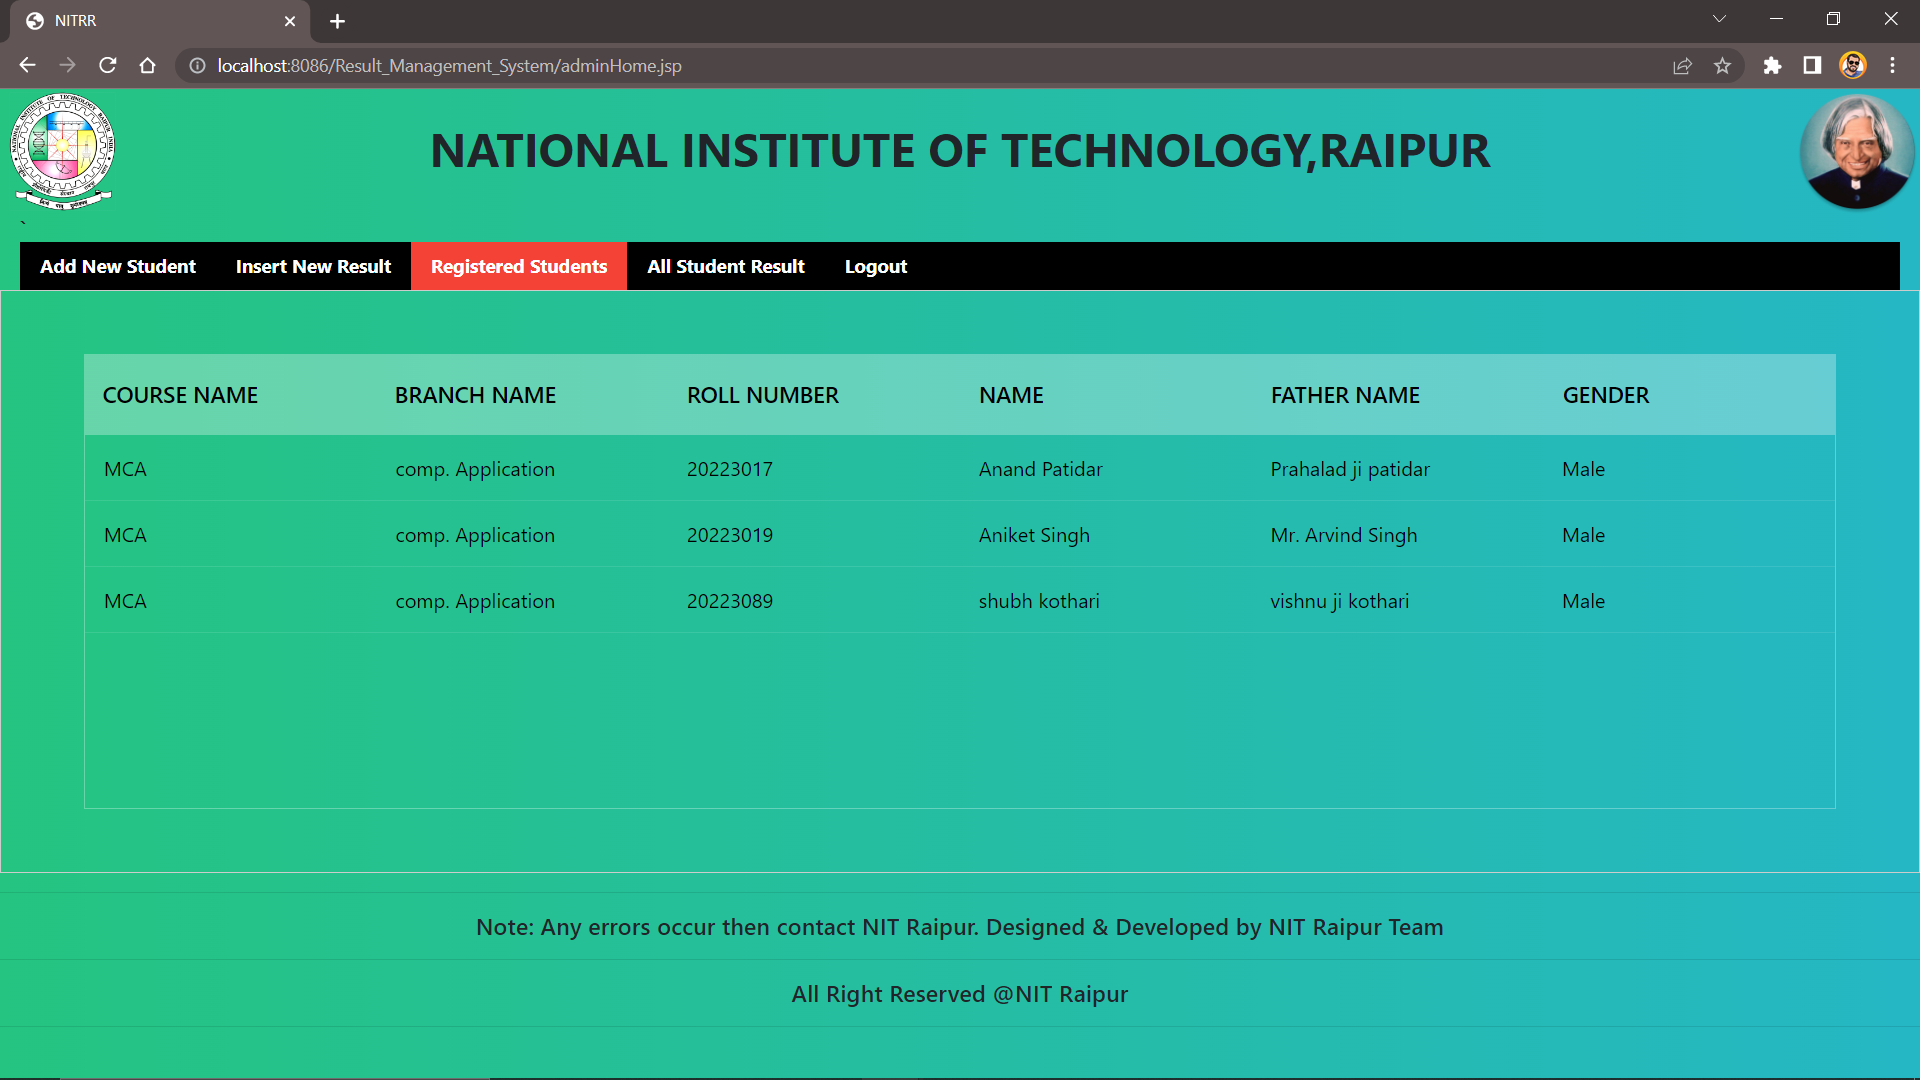 NITRR
localhost:8086/Result_Management_System/adminHome.jsp
NATIONAL INSTITUTE OF TECHNOLOGY,RAIPUR
`
Add New Student Insert New Result Registered Students All Student Result Logout
COURSE NAME BRANCH NAME ROLL NUMBER NAME FATHER NAME GENDER
MCA comp. Application 20223017 Anand Patidar Prahalad ji patidar Male
MCA comp. Application 20223019 Aniket Singh Mr. Arvind Singh Male
MCA comp. Application 20223089 shubh kothari vishnu ji kothari Male
Note: Any errors occur then contact NIT Raipur. Designed & Developed by NIT Raipur Team
All Right Reserved @NIT Raipur